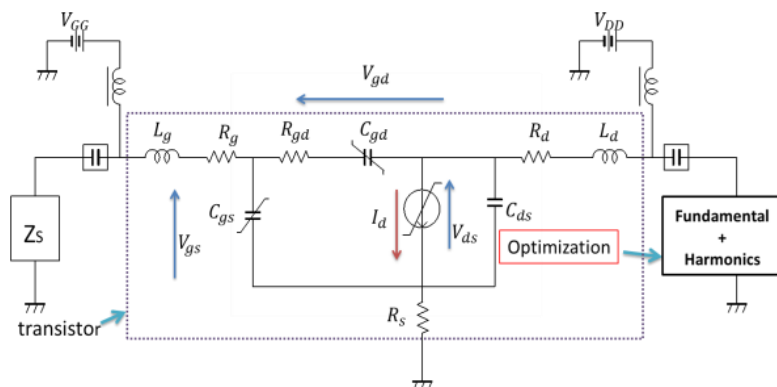 V_GG
V_DD
V_gd
L_g
R_g
R_gd
C_gd
R_d
L_d
C_gs
I_d
V_gs
V_ds
C_ds
Zs
Optimization
Fundamental
+
Harmonics
transistor
R_s